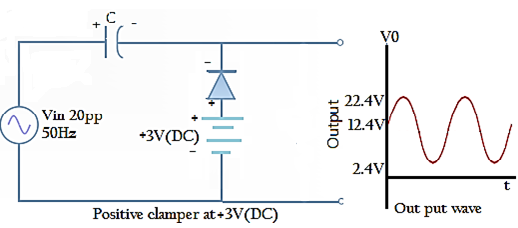 + C -
Vin 20pp
50Hz
-
+
+
+3V(DC)
-
Positive clamper at+3V(DC)
V0
Output
22.4V
12.4V
2.4V
t
Out put wave